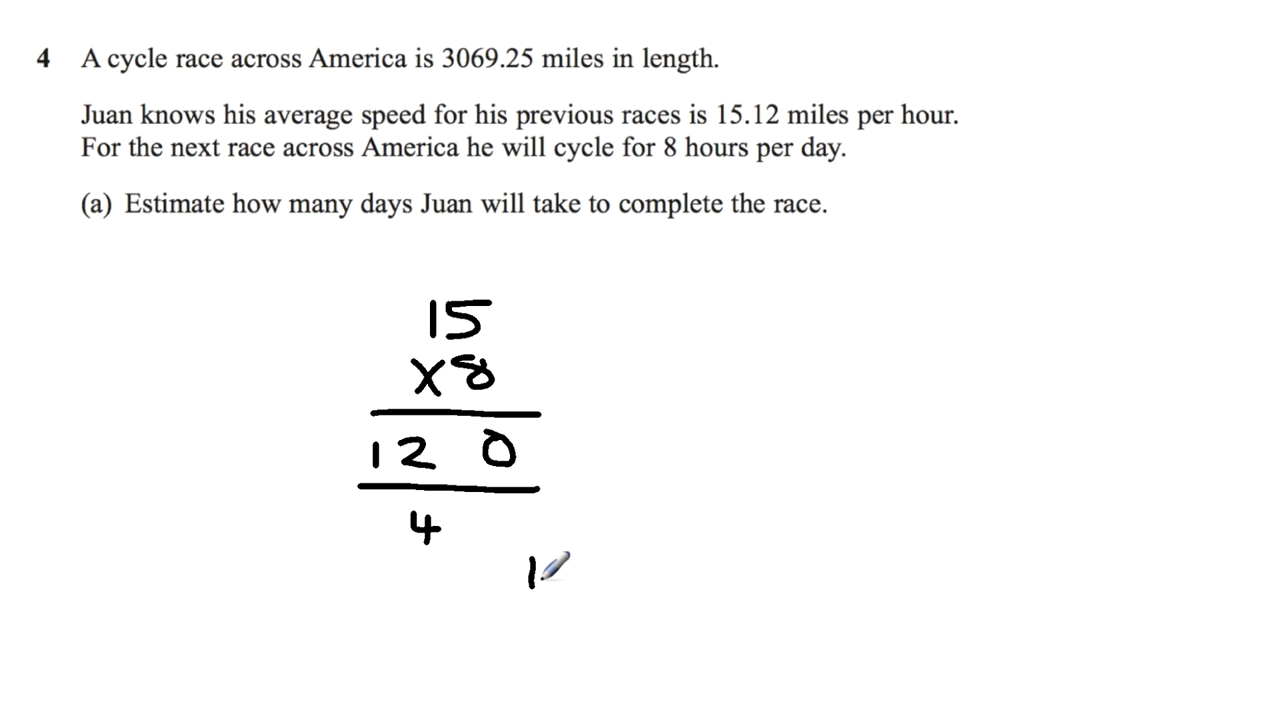 4 A cycle race across America is 3069.25 miles in length.
Juan knows his average speed for his previous races is 15.12 miles per hour.
For the next race across America he will cycle for 8 hours per day.
(a) Estimate how many days Juan will take to complete the race.
15
x8
12 0
4
1